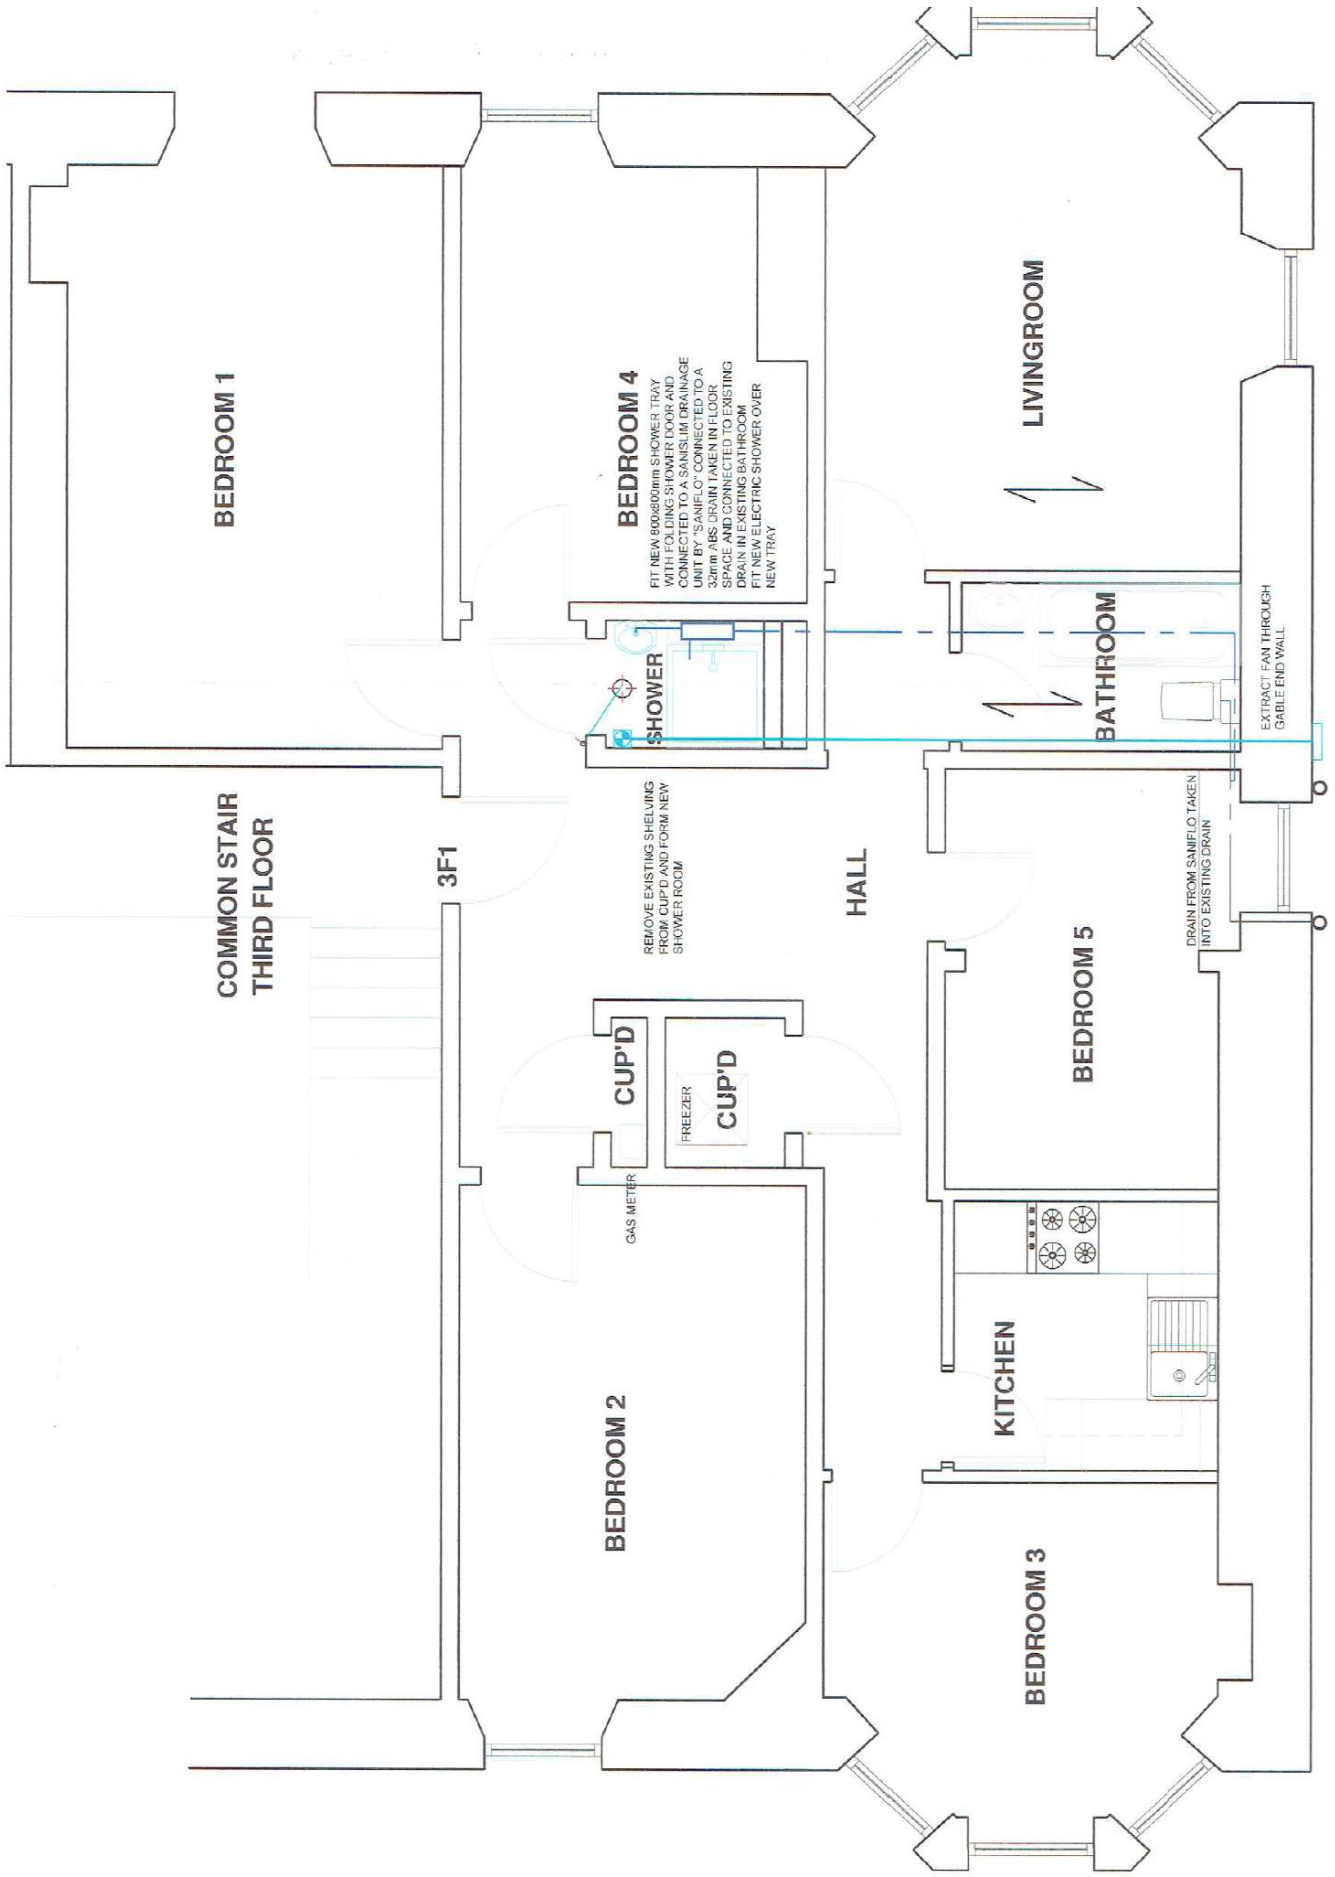 BEDROOM 1
COMMON STAIR
THIRD FLOOR
3F1
BEDROOM 4
FIT NEW 800x800mm SHOWER TRAY
WITH FOLDING SHOWER DOOR AND
CONNECTED TO A SANISLIM DRAINAGE
UNIT BY "SANIFLO" CONNECTED TO A
32mm ABS DRAIN TAKEN IN FLOOR
SPACE AND CONNECTED TO EXISTING
DRAIN IN EXISTING BATHROOM
FIT NEW ELECTRIC SHOWER OVER
NEW TRAY
SHOWER
REMOVE EXISTING SHELVING
FROM CUP'D AND FORM NEW
SHOWER ROOM
CUP'D
GAS METER
FREEZER
CUP'D
BEDROOM 2
HALL
LIVINGROOM
BATHROOM
EXTRACT FAN THROUGH
GABLE END WALL
BEDROOM 5
DRAIN FROM SANIFLO TAKEN
INTO EXISTING DRAIN
KITCHEN
BEDROOM 3